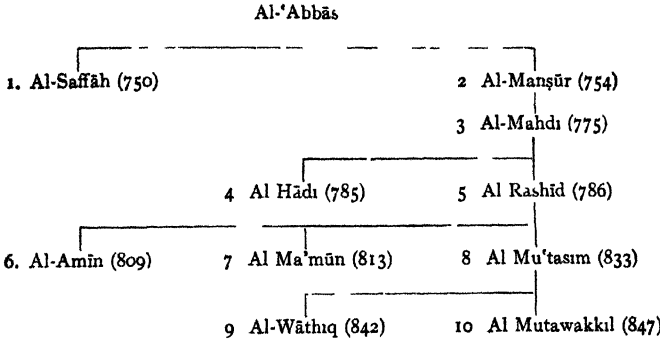 Al-‘Abbās
1. Al-Saffāh (750) 2 Al-Manṣūr (754)
3 Al-Mahdı (775)
4 Al Hādı (785) 5 Al Rashīd (786)
6. Al-Amīn (809) 7 Al Ma’mūn (813) 8 Al Mu‘tasım (833)
9 Al-Wāthıq (842) 10 Al Mutawakkıl (847)